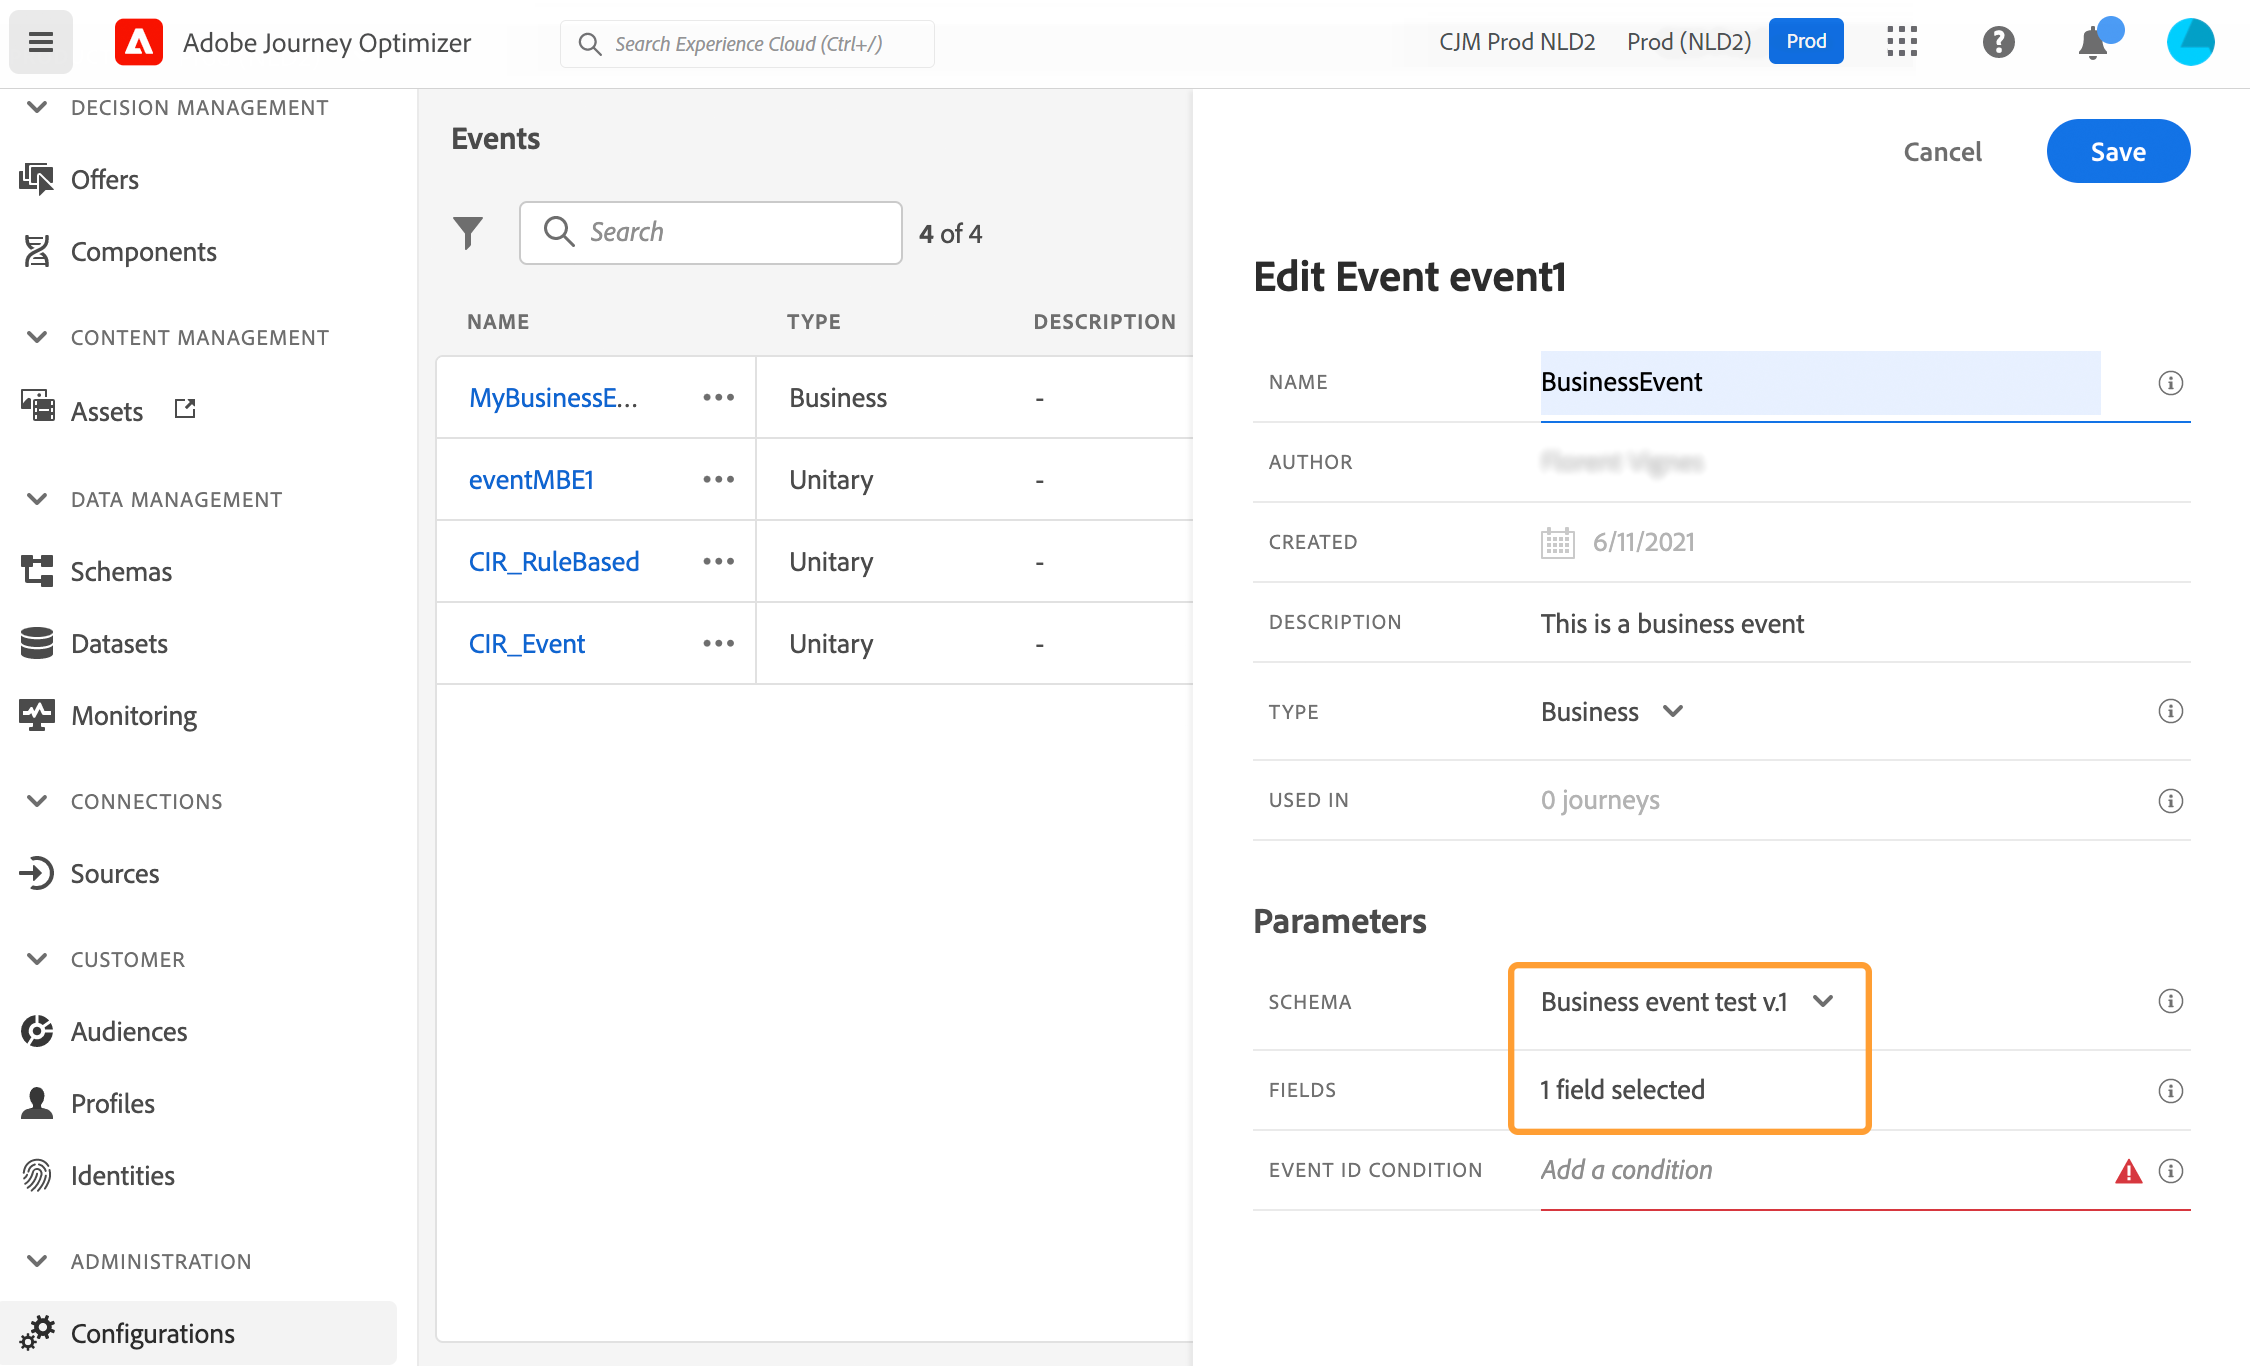 Adobe Journey Optimizer
Search Experience Cloud (Ctrl+/)
CJM Prod NLD2
Prod (NLD2)
Prod
DECISION MANAGEMENT
Offers
Components
CONTENT MANAGEMENT
Assets
DATA MANAGEMENT
Schemas
Datasets
Monitoring
CONNECTIONS
Sources
CUSTOMER
Audiences
Profiles
Identities
ADMINISTRATION
Configurations
Events
Search
4 of 4
NAME TYPE DESCRIPTION
MyBusinessE... Business -
eventMBE1 Unitary -
CIR_RuleBased Unitary -
CIR_Event Unitary -
Cancel
Save
Edit Event event1
NAME BusinessEvent
AUTHOR
CREATED 6/11/2021
DESCRIPTION This is a business event
TYPE Business
USED IN 0 journeys
Parameters
SCHEMA Business event test v.1
FIELDS 1 field selected
EVENT ID CONDITION Add a condition